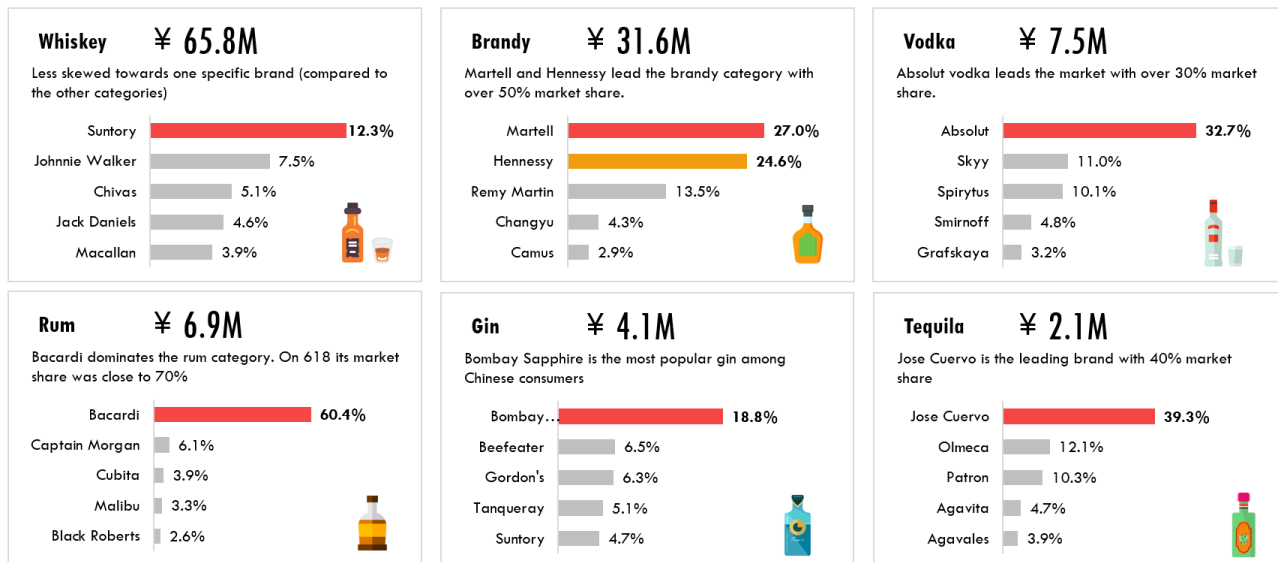 Whiskey ¥ 65.8M
Less skewed towards one specific brand (compared to
the other categories)
Suntory 12.3%
Johnnie Walker 7.5%
Chivas 5.1%
Jack Daniels 4.6%
Macallan 3.9%
Brandy ¥ 31.6M
Martell and Hennessy lead the brandy category with
over 50% market share.
Martell 27.0%
Hennessy 24.6%
Remy Martin 13.5%
Changyu 4.3%
Camus 2.9%
Vodka ¥ 7.5M
Absolut vodka leads the market with over 30% market
share.
Absolut 32.7%
Skyy 11.0%
Spirytus 10.1%
Smirnoff 4.8%
Grafskaya 3.2%
Rum ¥ 6.9M
Bacardi dominates the rum category. On 618 its market
share was close to 70%
Bacardi 60.4%
Captain Morgan 6.1%
Cubita 3.9%
Malibu 3.3%
Black Roberts 2.6%
Gin ¥ 4.1M
Bombay Sapphire is the most popular gin among
Chinese consumers
Bombay... 18.8%
Beefeater 6.5%
Gordon's 6.3%
Tanqueray 5.1%
Suntory 4.7%
Tequila ¥ 2.1M
Jose Cuervo is the leading brand with 40% market
share
Jose Cuervo 39.3%
Olmeca 12.1%
Patron 10.3%
Agavita 4.7%
Agavales 3.9%